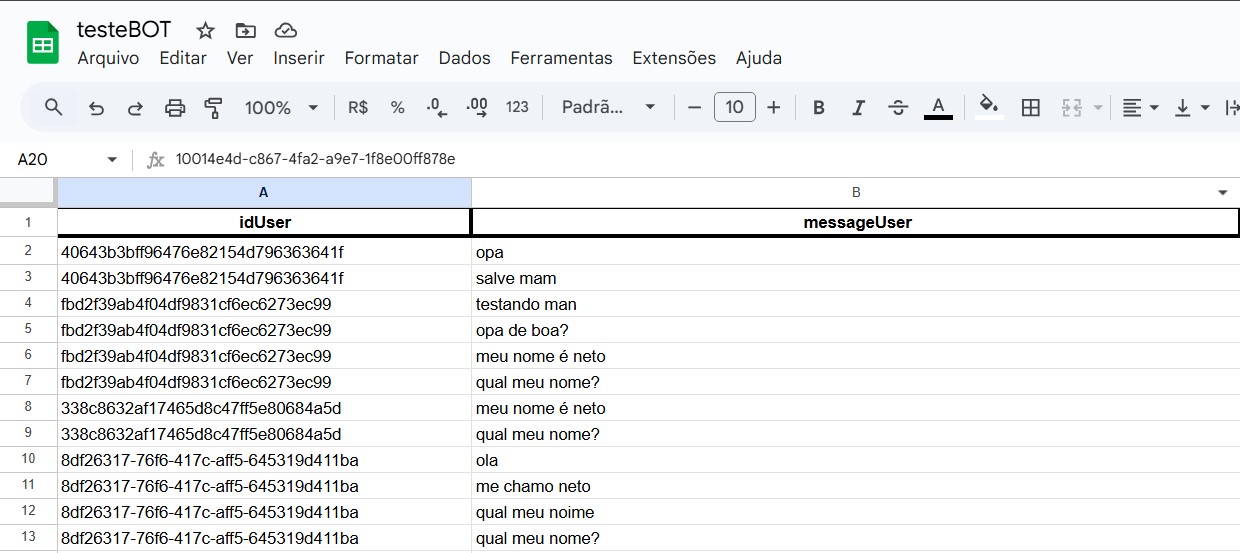 testeBOT
Arquivo Editar Ver Inserir Formatar Dados Ferramentas Extensões Ajuda
100% R$ % .0 .00 123 Padrã... − 10 + B I S A
A20 fx 10014e4d-c867-4fa2-a9e7-1f8e00ff878e
A B
1 idUser messageUser
2 40643b3bff96476e82154d796363641f opa
3 40643b3bff96476e82154d796363641f salve mam
4 fbd2f39ab4f04df9831cf6ec6273ec99 testando man
5 fbd2f39ab4f04df9831cf6ec6273ec99 opa de boa?
6 fbd2f39ab4f04df9831cf6ec6273ec99 meu nome é neto
7 fbd2f39ab4f04df9831cf6ec6273ec99 qual meu nome?
8 338c8632af17465d8c47ff5e80684a5d meu nome é neto
9 338c8632af17465d8c47ff5e80684a5d qual meu nome?
10 8df26317-76f6-417c-aff5-645319d411ba ola
11 8df26317-76f6-417c-aff5-645319d411ba me chamo neto
12 8df26317-76f6-417c-aff5-645319d411ba qual meu noime
13 8df26317-76f6-417c-aff5-645319d411ba qual meu nome?